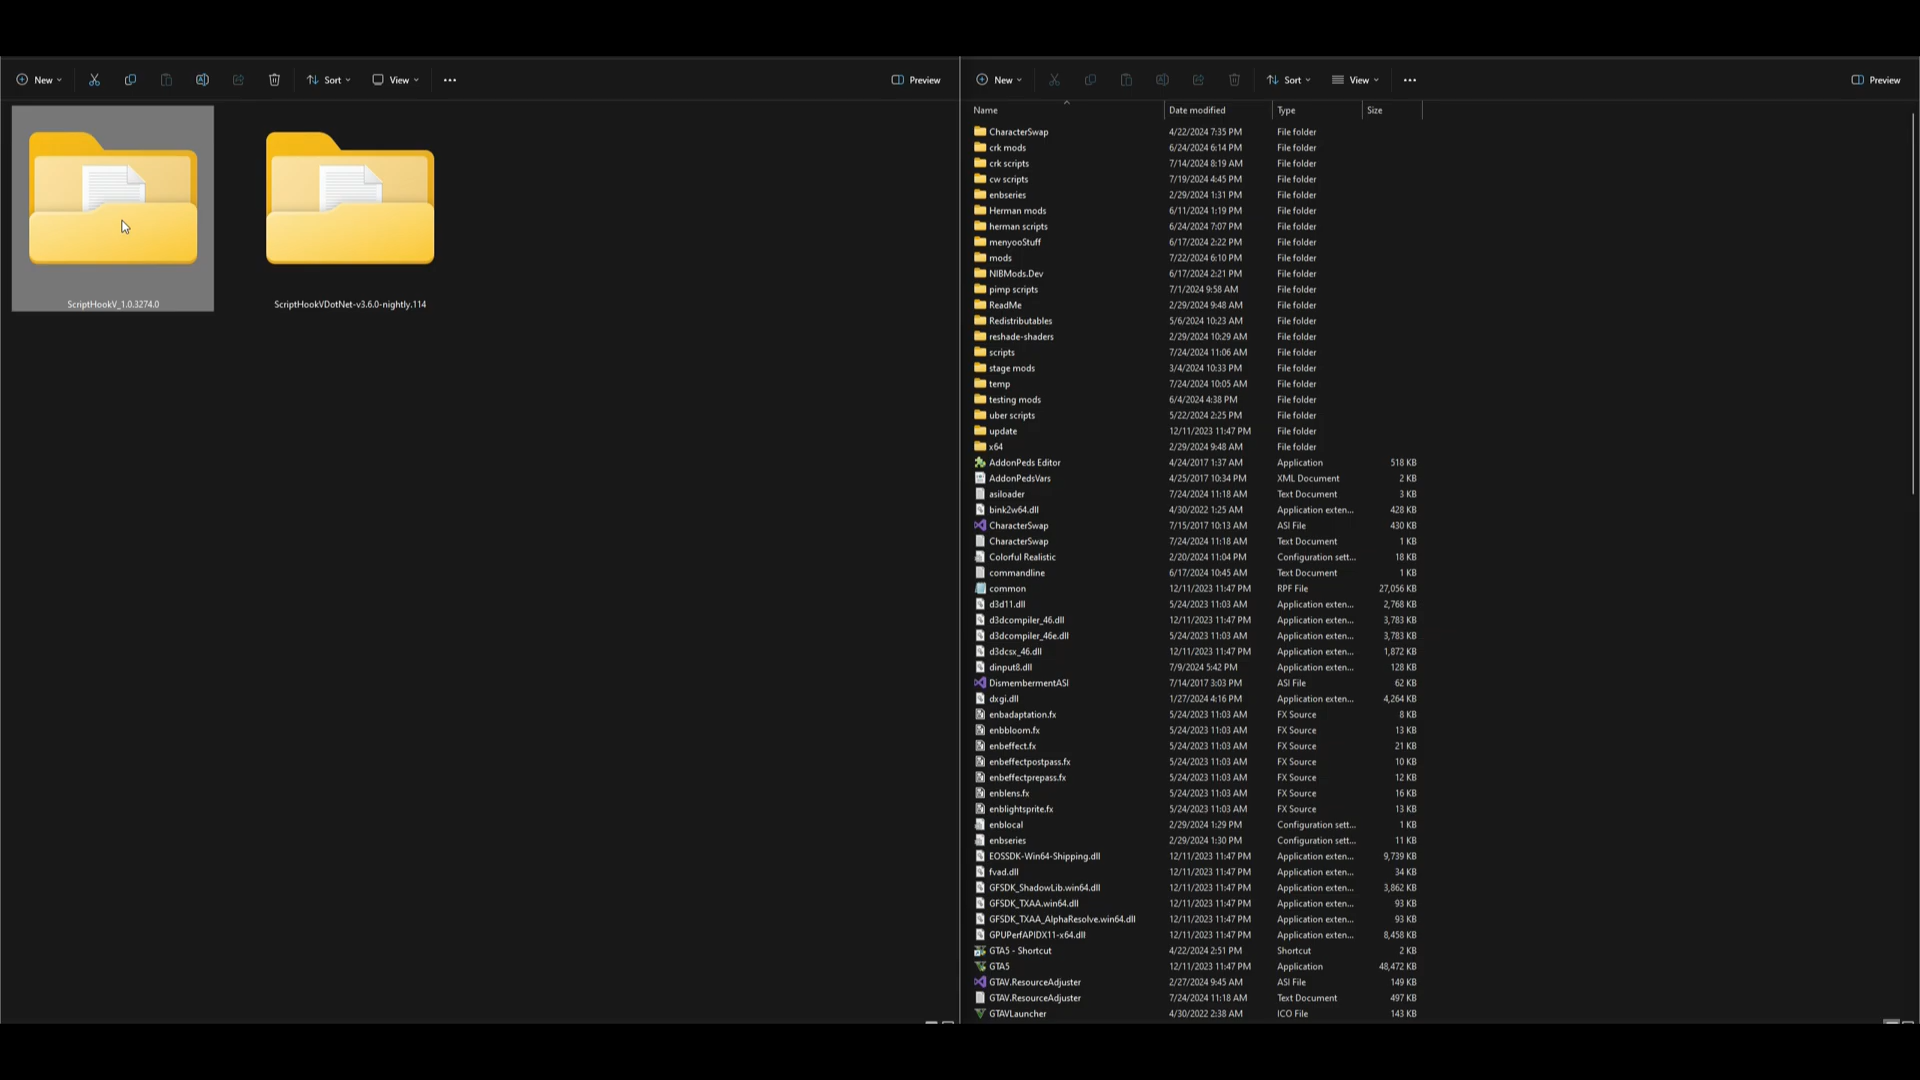 New Sort View Preview
ScriptHookV_1.0.3274.0
ScriptHookVDotNet-v3.6.0-nightly.114
New Sort View Preview
Name Date modified Type Size
CharacterSwap 4/22/2024 7:35 PM File folder
crk mods 6/24/2024 6:14 PM File folder
crk scripts 7/14/2024 8:19 AM File folder
cw scripts 7/19/2024 4:45 PM File folder
enbseries 2/29/2024 1:31 PM File folder
Herman mods 6/11/2024 1:19 PM File folder
herman scripts 6/24/2024 7:07 PM File folder
menyooStuff 6/17/2024 2:22 PM File folder
mods 7/22/2024 6:10 PM File folder
NIBMods.Dev 6/17/2024 2:21 PM File folder
pimp scripts 7/1/2024 9:58 AM File folder
ReadMe 2/29/2024 9:48 AM File folder
Redistributables 5/6/2024 10:23 AM File folder
reshade-shaders 2/29/2024 10:29 AM File folder
scripts 7/24/2024 11:06 AM File folder
stage mods 3/4/2024 10:33 PM File folder
temp 7/24/2024 10:05 AM File folder
testing mods 6/4/2024 4:38 PM File folder
uber scripts 5/22/2024 2:25 PM File folder
update 12/11/2023 11:47 PM File folder
x64 2/29/2024 9:48 AM File folder
AddonPeds Editor 4/24/2017 1:37 AM Application 518 KB
AddonPedsVars 4/25/2017 10:34 PM XML Document 2 KB
asiloader 7/24/2024 11:18 AM Text Document 3 KB
bink2w64.dll 4/30/2022 1:25 AM Application exten... 428 KB
CharacterSwap 7/15/2017 10:13 AM ASI File 430 KB
CharacterSwap 7/24/2024 11:18 AM Text Document 1 KB
Colorful Realistic 2/20/2024 11:04 PM Configuration sett... 18 KB
commandline 6/17/2024 10:45 AM Text Document 1 KB
common 12/11/2023 11:47 PM RPF File 27,056 KB
d3d11.dll 5/24/2023 11:03 AM Application exten... 2,768 KB
d3dcompiler_46.dll 12/11/2023 11:47 PM Application exten... 3,783 KB
d3dcompiler_46e.dll 5/24/2023 11:03 AM Application exten... 3,783 KB
d3dcsx_46.dll 12/11/2023 11:47 PM Application exten... 1,872 KB
dinput8.dll 7/9/2024 5:42 PM Application exten... 128 KB
DismembermentASI 7/14/2017 3:03 PM ASI File 62 KB
dxgi.dll 1/27/2024 4:16 PM Application exten... 4,264 KB
enbadaptation.fx 5/24/2023 11:03 AM FX Source 8 KB
enbbloom.fx 5/24/2023 11:03 AM FX Source 13 KB
enbeffect.fx 5/24/2023 11:03 AM FX Source 21 KB
enbeffectpostpass.fx 5/24/2023 11:03 AM FX Source 10 KB
enbeffectprepass.fx 5/24/2023 11:03 AM FX Source 12 KB
enblens.fx 5/24/2023 11:03 AM FX Source 16 KB
enblightsprite.fx 5/24/2023 11:03 AM FX Source 13 KB
enblocal 2/29/2024 1:29 PM Configuration sett... 1 KB
enbseries 2/29/2024 1:30 PM Configuration sett... 11 KB
EOSSDK-Win64-Shipping.dll 12/11/2023 11:47 PM Application exten... 9,739 KB
fvad.dll 12/11/2023 11:47 PM Application exten... 34 KB
GFSDK_ShadowLib.win64.dll 12/11/2023 11:47 PM Application exten... 3,862 KB
GFSDK_TXAA.win64.dll 12/11/2023 11:47 PM Application exten... 93 KB
GFSDK_TXAA_AlphaResolve.win64.dll 12/11/2023 11:47 PM Application exten... 93 KB
GPUPerfAPIDX11-x64.dll 12/11/2023 11:47 PM Application exten... 8,458 KB
GTA5 - Shortcut 4/22/2024 2:51 PM Shortcut 2 KB
GTA5 12/11/2023 11:47 PM Application 48,472 KB
GTAV.ResourceAdjuster 2/27/2024 9:45 AM ASI File 149 KB
GTAV.ResourceAdjuster 7/24/2024 11:18 AM Text Document 497 KB
GTAVLauncher 4/30/2022 2:38 AM ICO File 143 KB